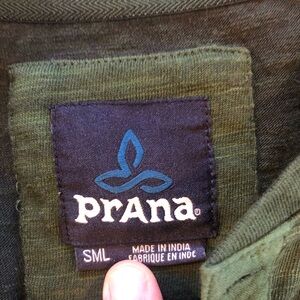 prAna®
SML
MADE IN INDIA
FABRIQUE EN INDE